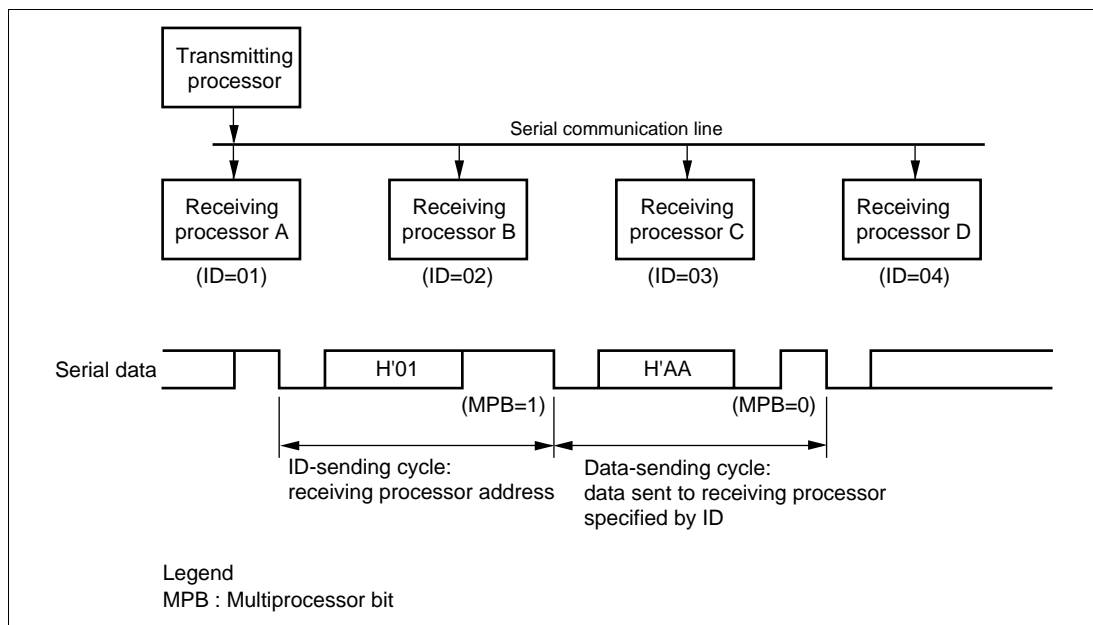 Transmitting
processor
Serial communication line
Receiving
processor A
Receiving
processor B
Receiving
processor C
Receiving
processor D
(ID=01)
(ID=02)
(ID=03)
(ID=04)
Serial data
H'01
H'AA
(MPB=1)
(MPB=0)
ID-sending cycle:
receiving processor address
Data-sending cycle:
data sent to receiving processor
specified by ID
Legend
MPB : Multiprocessor bit